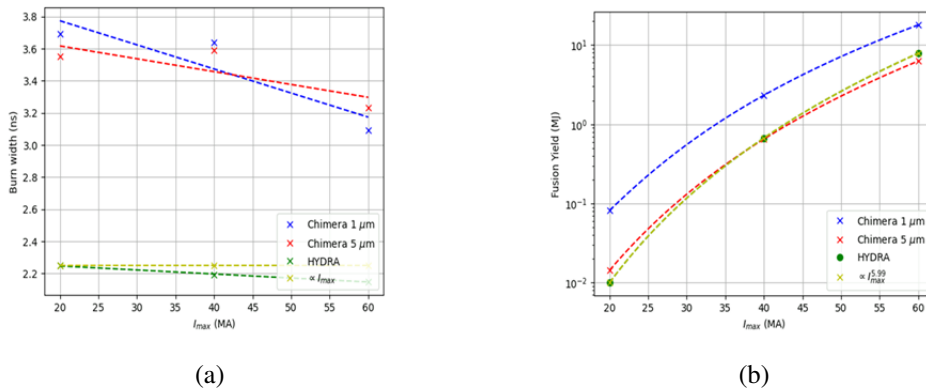 3.8
3.6
3.4
3.2
3.0
2.8
2.6
2.4
2.2
Burn width (ns)
20 25 30 35 40 45 50 55 60
I_max (MA)
Chimera 1 μm
Chimera 5 μm
HYDRA
∝ I_max
(a)
10^1
10^0
10^−1
10^−2
Fusion Yield (MJ)
20 25 30 35 40 45 50 55 60
I_max (MA)
Chimera 1 μm
Chimera 5 μm
HYDRA
∝ I_max^5.99
(b)